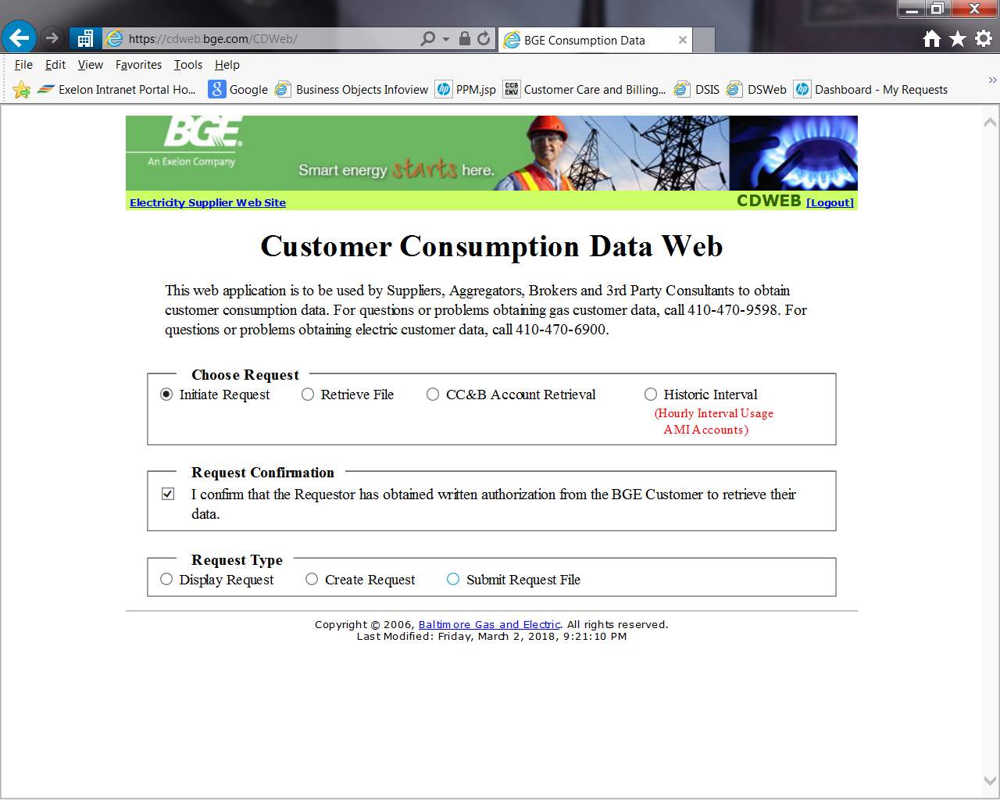 https://cdweb.bge.com/CDWeb/
BGE Consumption Data
File Edit View Favorites Tools Help
Exelon Intranet Portal Ho... Google Business Objects Infoview PPM.jsp CCB ENV Customer Care and Billing... DSIS DSWeb Dashboard - My Requests
BGE
An Exelon Company
Smart energy starts here.
Electricity Supplier Web Site CDWEB [Logout]
Customer Consumption Data Web
This web application is to be used by Suppliers, Aggregators, Brokers and 3rd Party Consultants to obtain
customer consumption data. For questions or problems obtaining gas customer data, call 410-470-9598. For
questions or problems obtaining electric customer data, call 410-470-6900.
Choose Request
Initiate Request Retrieve File CC&B Account Retrieval Historic Interval
(Hourly Interval Usage
AMI Accounts)
Request Confirmation
I confirm that the Requestor has obtained written authorization from the BGE Customer to retrieve their
data.
Request Type
Display Request Create Request Submit Request File
Copyright © 2006, Baltimore Gas and Electric. All rights reserved.
Last Modified: Friday, March 2, 2018, 9:21:10 PM